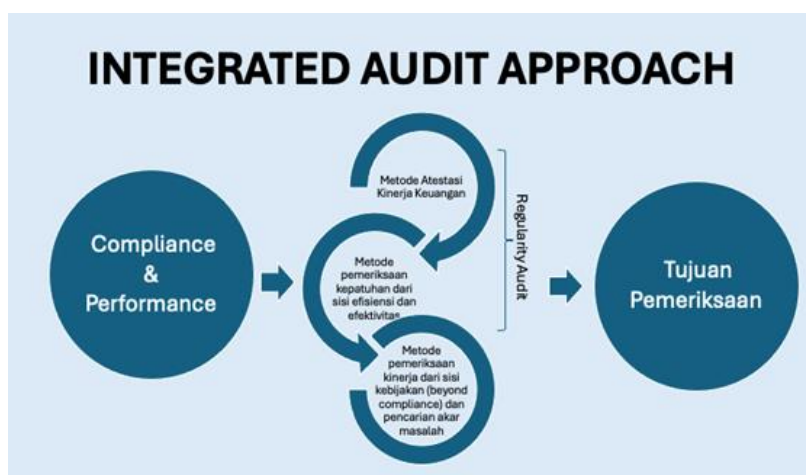 INTEGRATED AUDIT APPROACH
Compliance
&
Performance
Metode Atestasi
Kinerja Keuangan
Metode
pemeriksaan
kepatuhan dari
sisi efisiensi dan
efektivitas
Metode
pemeriksaan
kinerja dari sisi
kebijakan (beyond
compliance) dan
pencarian akar
masalah
Regularity Audit
Tujuan
Pemeriksaan